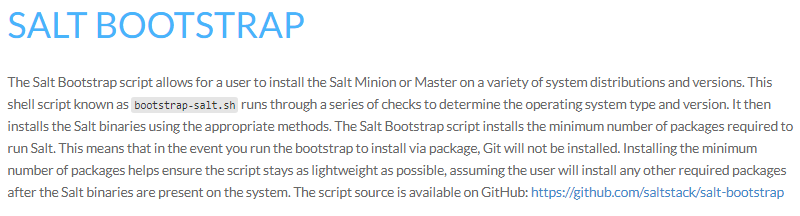 SALT BOOTSTRAP
The Salt Bootstrap script allows for a user to install the Salt Minion or Master on a variety of system distributions and versions. This
shell script known as bootstrap-salt.sh runs through a series of checks to determine the operating system type and version. It then
installs the Salt binaries using the appropriate methods. The Salt Bootstrap script installs the minimum number of packages required to
run Salt. This means that in the event you run the bootstrap to install via package, Git will not be installed. Installing the minimum
number of packages helps ensure the script stays as lightweight as possible, assuming the user will install any other required packages
after the Salt binaries are present on the system. The script source is available on GitHub: https://github.com/saltstack/salt-bootstrap